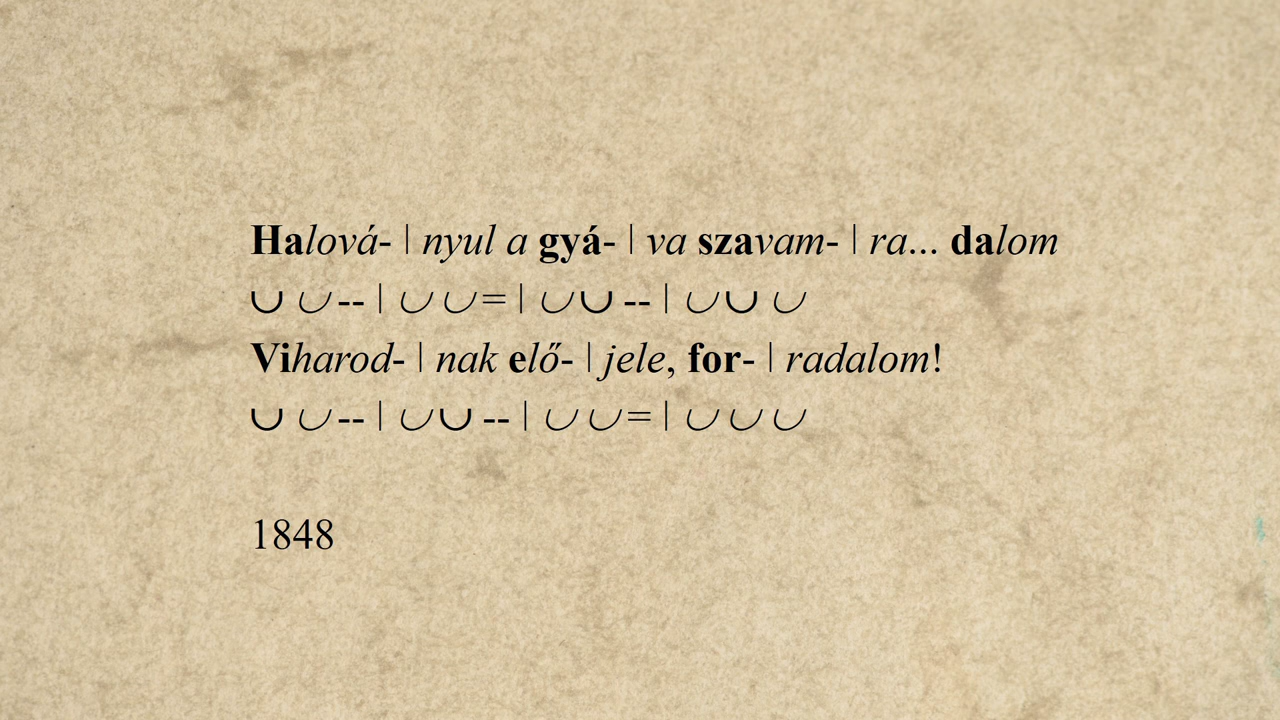 Halová- | nyul a gyá- | va szavam- | ra... dalom
∪ ∪ -- | ∪ ∪ = | ∪ ∪ -- | ∪ ∪ ∪
Viharod- | nak elő- | jele, for- | radalom!
∪ ∪ -- | ∪ ∪ -- | ∪ ∪ = | ∪ ∪ ∪
1848